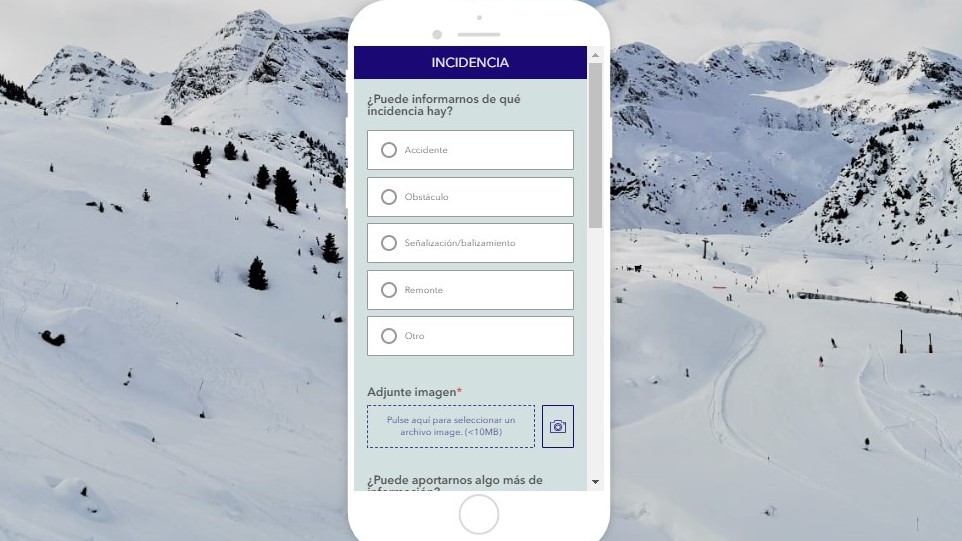 INCIDENCIA
¿Puede informarnos de qué
incidencia hay?
Accidente
Obstáculo
Señalización/balizamiento
Remonte
Otro
Adjunte imagen*
Pulse aquí para seleccionar un
archivo image. (<10MB)
¿Puede aportarnos algo más de
información?